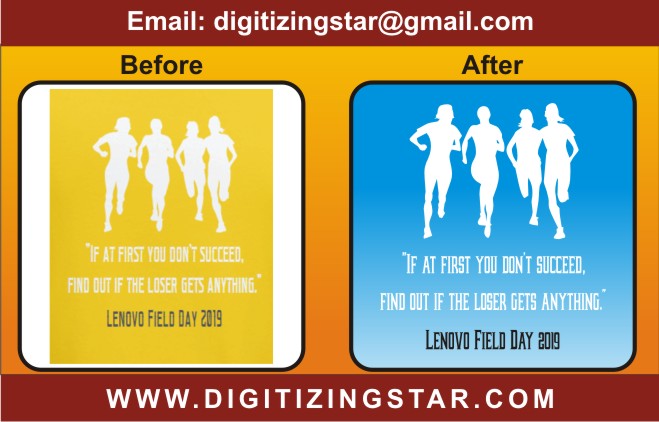 Email: digitizingstar@gmail.com
Before
After
"If at first you don't succeed,
find out if the loser gets anything."
Lenovo Field Day 2019
"If at first you don't succeed,
find out if the loser gets anything."
Lenovo Field Day 2019
WWW.DIGITIZINGSTAR.COM